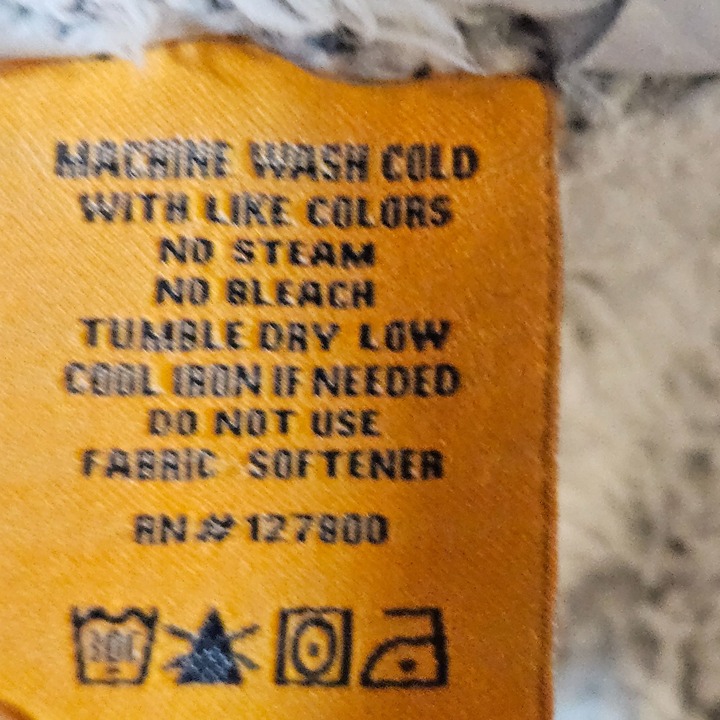 MACHINE WASH COLD
WITH LIKE COLORS
NO STEAM
NO BLEACH
TUMBLE DRY LOW
COOL IRON IF NEEDED
DO NOT USE
FABRIC SOFTENER
RN # 127800